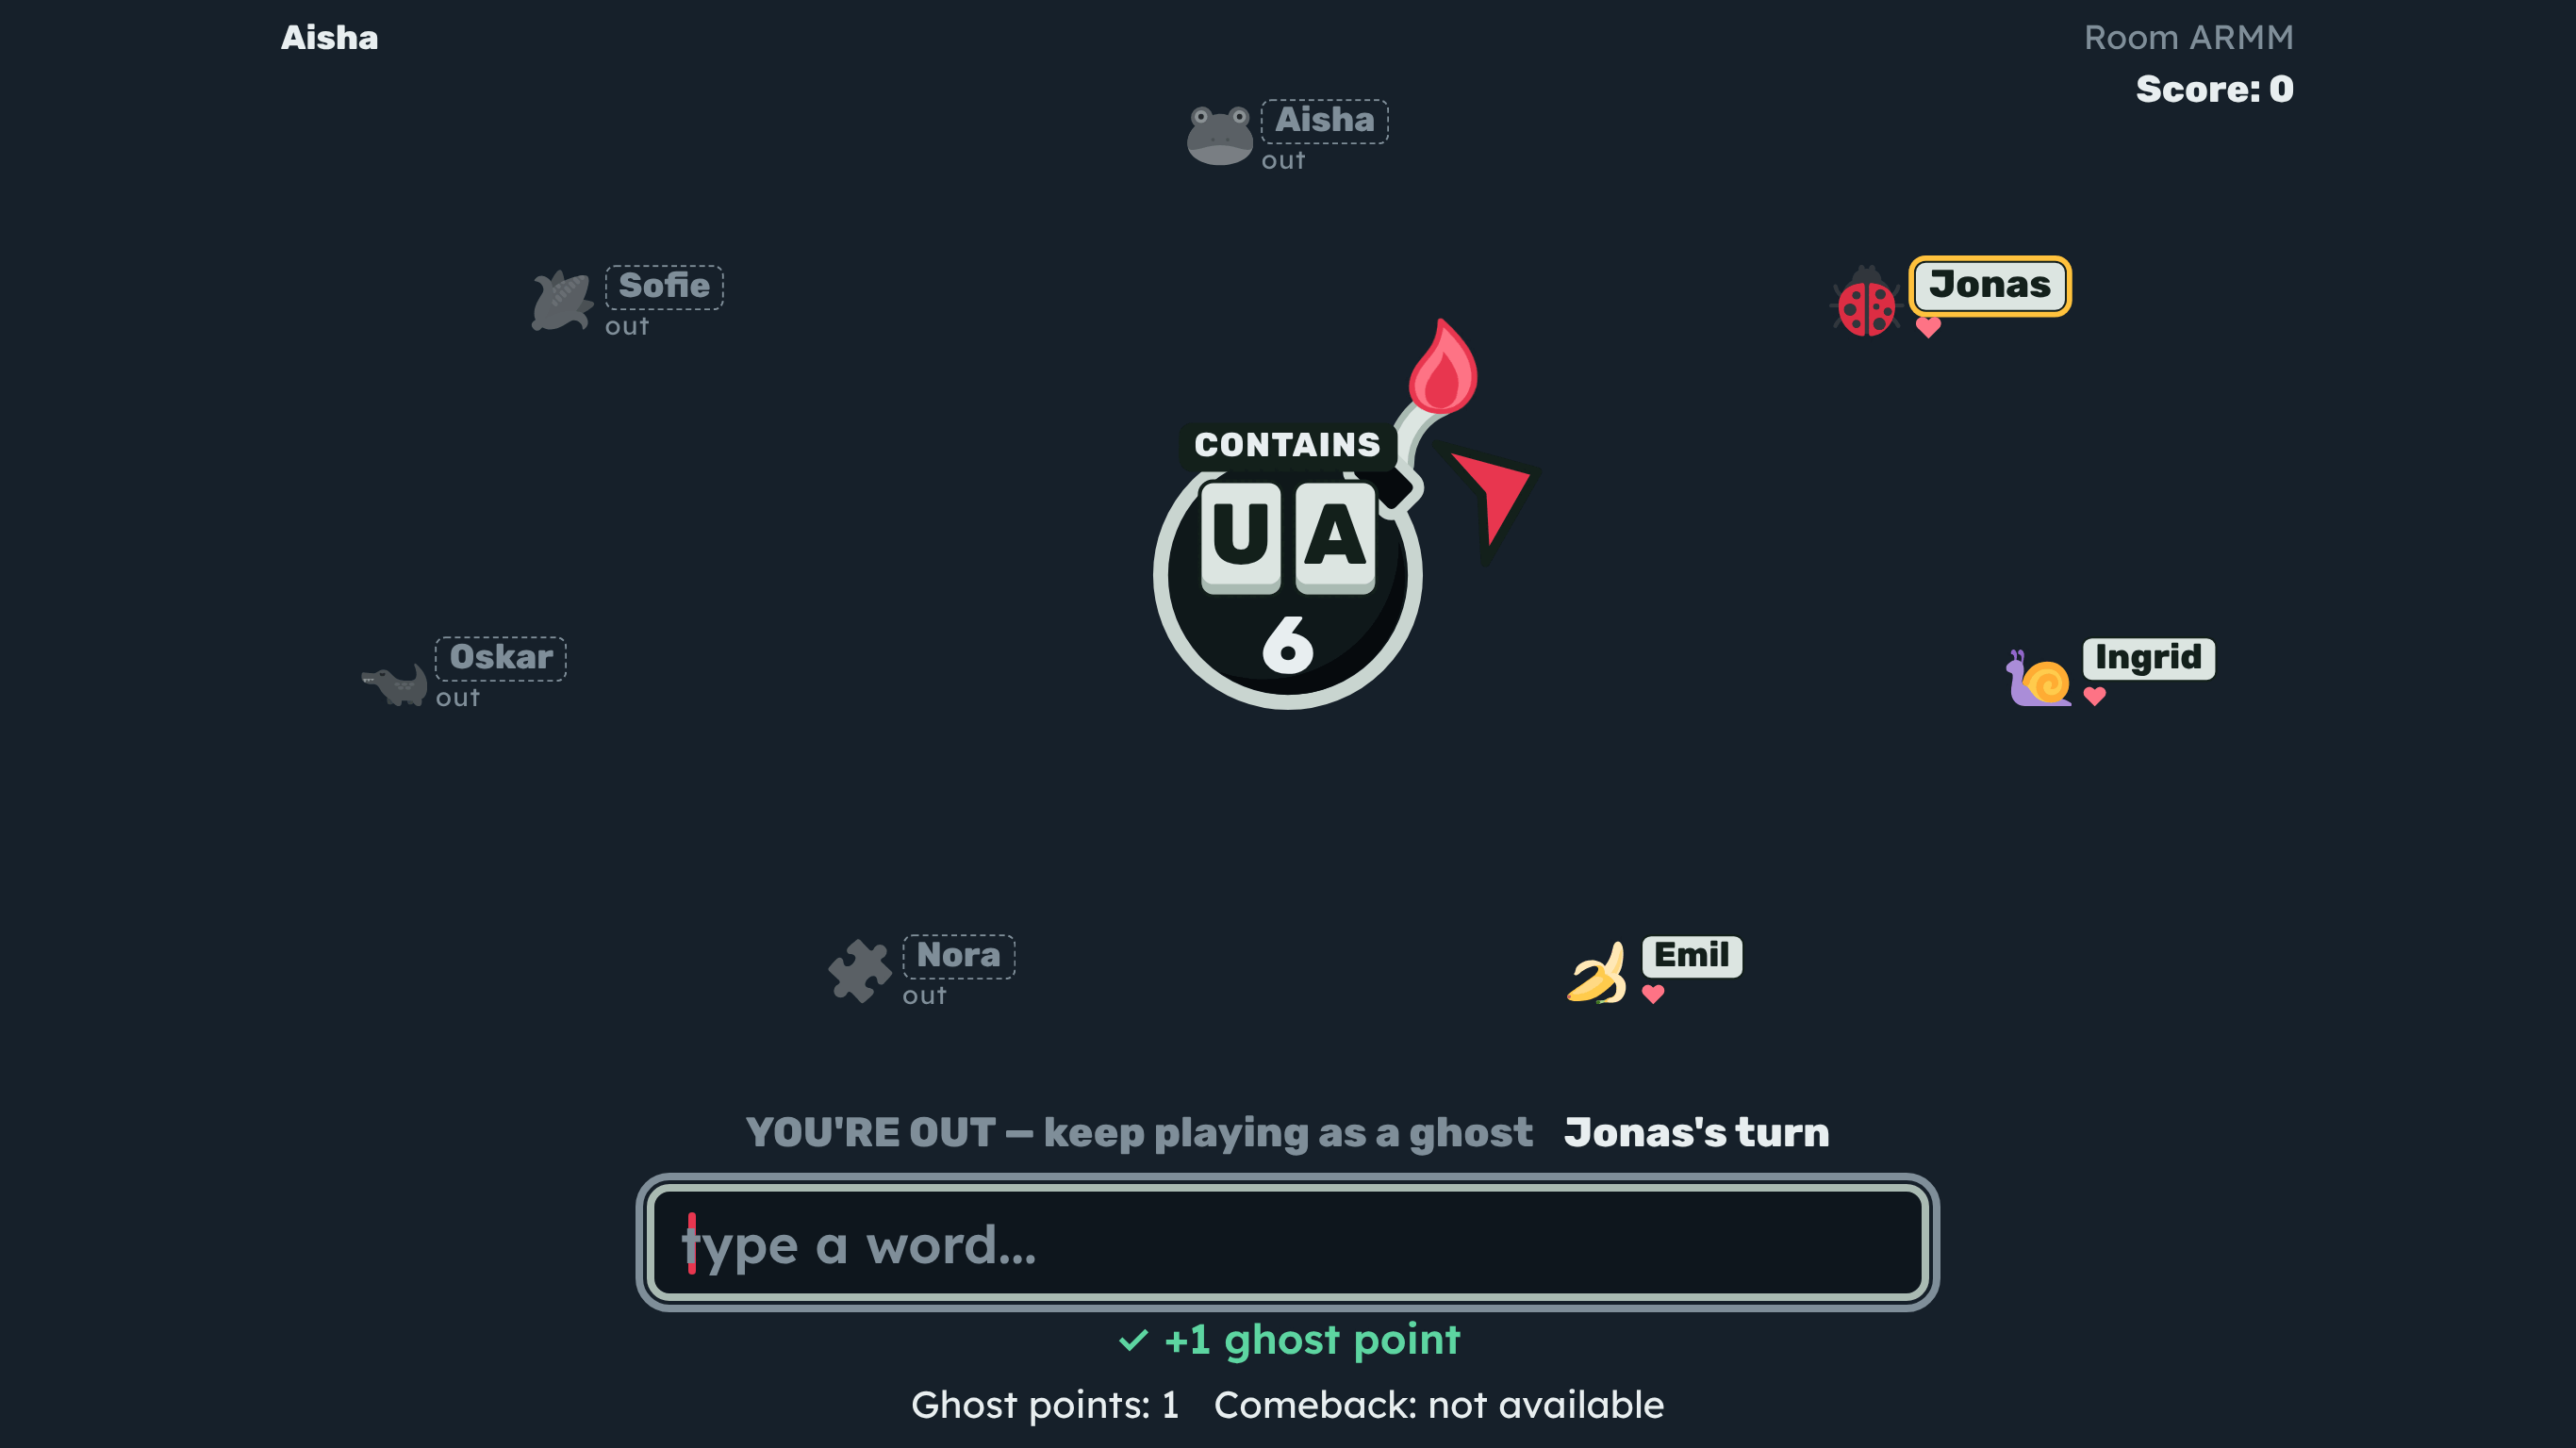 Aisha
Room ARMM
Score: 0
Aisha
out
Sofie
out
Jonas
CONTAINS
UA
6
Oskar
out
Ingrid
Nora
out
Emil
YOU'RE OUT — keep playing as a ghost Jonas's turn
type a word...
✓ +1 ghost point
Ghost points: 1 Comeback: not available